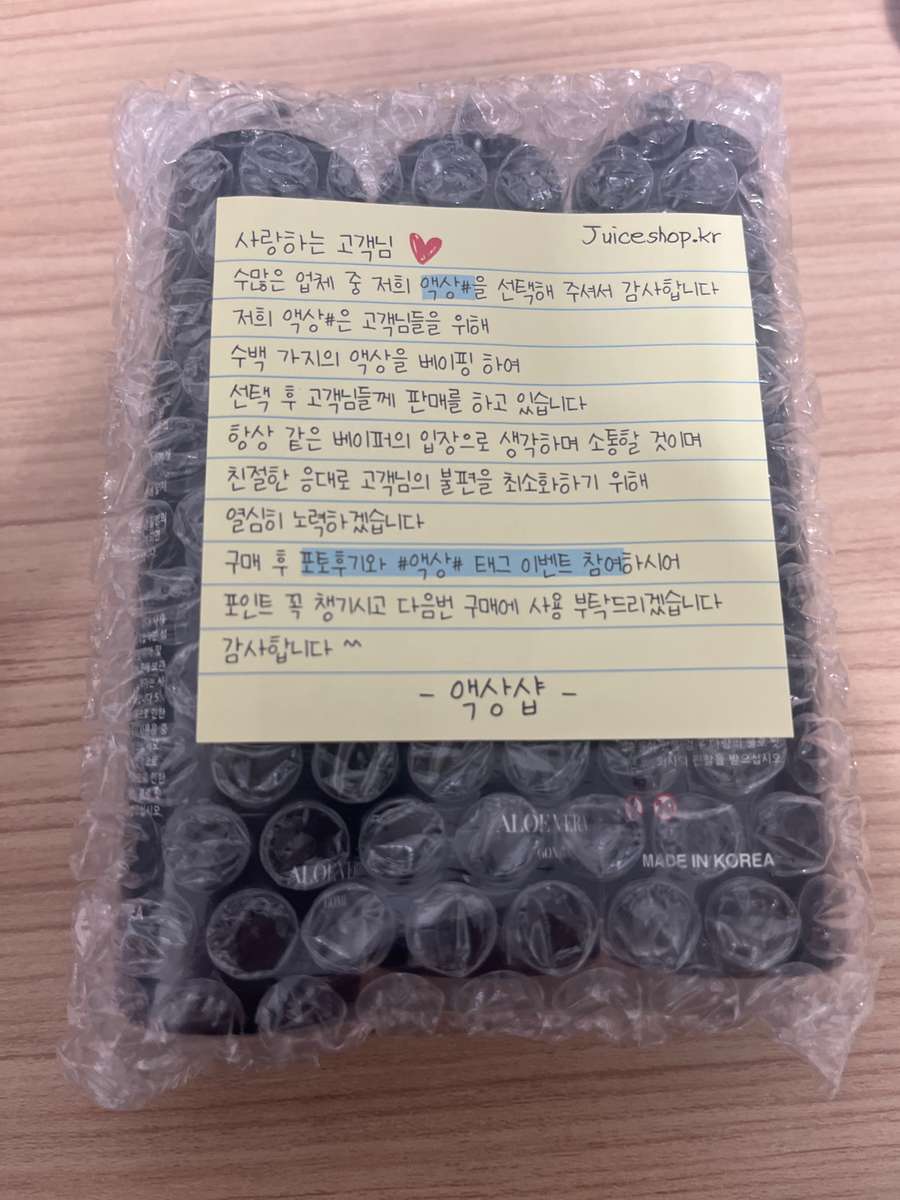 사랑하는 고객님
Juiceshop.kr
수많은 업체 중 저희 액상#을 선택해 주셔서 감사합니다
저희 액상#은 고객님들을 위해
수백 가지의 액상을 베이핑 하여
선택 후 고객님들께 판매를 하고 있습니다
항상 같은 베이퍼의 입장으로 생각하며 소통할 것이며
친절한 응대로 고객님의 불편을 최소화하기 위해
열심히 노력하겠습니다
구매 후 포토후기와 #액상# 태그 이벤트 참여하시어
포인트 꼭 챙기시고 다음번 구매에 사용 부탁드리겠습니다
감사합니다 ^^
- 액상샵 -
받으십시오
ALOE VERA
MADE IN KOREA